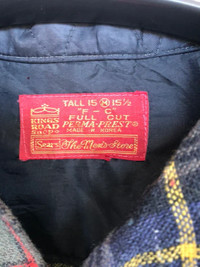 TALL 15 M 15½
"F - C"
FULL CUT
KINGS ROAD
PERMA-PREST
MADE IN KOREA
Sears The Men's Store